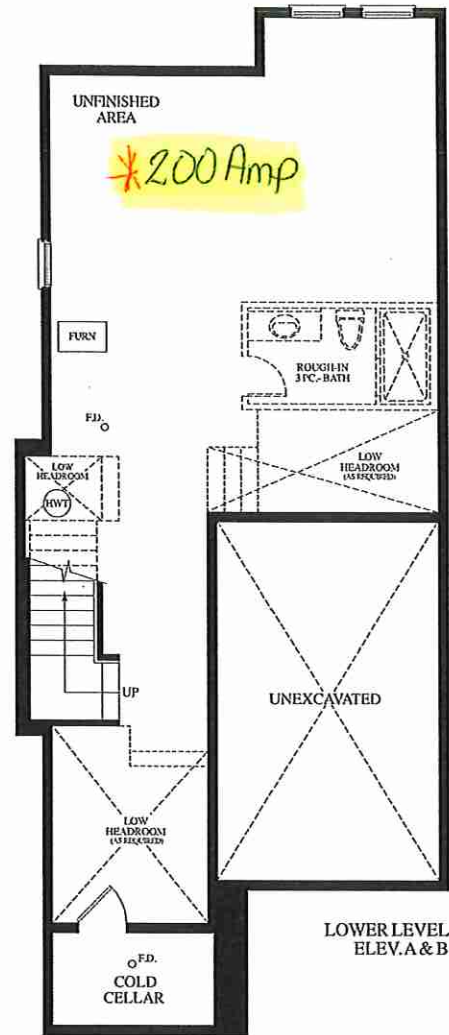 UNFINISHED
AREA
*200 Amp
FURN
ROUGH-IN
3 PC.- BATH
F.D.
LOW
HEADROOM
HWT
LOW
HEADROOM
(AS REQUIRED)
UP
UNEXCAVATED
LOW
HEADROOM
(AS REQUIRED)
F.D.
COLD
CELLAR
LOWER LEVEL
ELEV.A & B